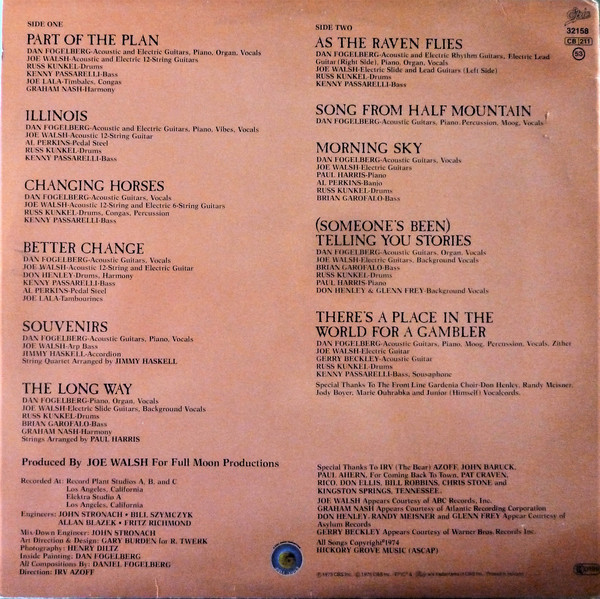 SIDE ONE
PART OF THE PLAN
DAN FOGELBERG-Acoustic and Electric Guitars, Piano, Organ, Vocals
JOE WALSH-Acoustic and Electric 12-String Guitars
RUSS KUNKEL-Drums
KENNY PASSARELLI-Bass
JOE LALA-Timbales, Congas
GRAHAM NASH-Harmony
ILLINOIS
DAN FOGELBERG-Acoustic and Electric Guitars, Piano, Vibes, Vocals
JOE WALSH-Acoustic 12-String Guitar
AL PERKINS-Pedal Steel
RUSS KUNKEL-Drums
KENNY PASSARELLI-Bass
CHANGING HORSES
DAN FOGELBERG-Acoustic Guitars, Vocals
JOE WALSH-Acoustic 12-String and Electric 6-String Guitars
RUSS KUNKEL-Drums, Congas, Percussion
KENNY PASSARELLI-Bass
BETTER CHANGE
DAN FOGELBERG-Acoustic Guitars, Vocals
JOE WALSH-Acoustic 12-String and Electric Guitar
DON HENLEY-Drums, Harmony
KENNY PASSARELLI-Bass
AL PERKINS-Pedal Steel
JOE LALA-Tambourines
SOUVENIRS
DAN FOGELBERG-Acoustic Guitars, Piano, Vocals
JOE WALSH-Arp Bass
JIMMY HASKELL-Accordion
String Quartet Arranged by JIMMY HASKELL
THE LONG WAY
DAN FOGELBERG-Piano, Organ, Vocals
JOE WALSH-Electric Slide Guitars, Background Vocals
RUSS KUNKEL-Drums
BRIAN GAROFALO-Bass
GRAHAM NASH-Harmony
Strings Arranged by PAUL HARRIS
Produced By JOE WALSH For Full Moon Productions
Recorded At: Record Plant Studios A, B, and C
Los Angeles, California
Elektra Studio A
Los Angeles, California
Engineers: JOHN STRONACH • BILL SZYMCZYK
ALLAN BLAZEK • FRITZ RICHMOND
Mix Down Engineer: JOHN STRONACH
Art Direction & Design: GARY BURDEN for R. TWERK
Photography: HENRY DILTZ
Inside Painting: DAN FOGELBERG
All Compositions By: DANIEL FOGELBERG
Direction: IRV AZOFF
SIDE TWO
Epic
32158
CB 211
53
AS THE RAVEN FLIES
DAN FOGELBERG-Acoustic and Electric Rhythm Guitars, Electric Lead
Guitar (Right Side), Piano, Organ, Vocals
JOE WALSH-Electric Slide and Lead Guitars (Left Side)
RUSS KUNKEL-Drums
KENNY PASSARELLI-Bass
SONG FROM HALF MOUNTAIN
DAN FOGELBERG-Acoustic Guitars, Piano, Percussion, Moog, Vocals
MORNING SKY
DAN FOGELBERG-Acoustic Guitars, Vocals
JOE WALSH-Electric Guitars
PAUL HARRIS-Piano
AL PERKINS-Banjo
RUSS KUNKEL-Drums
BRIAN GAROFALO-Bass
(SOMEONE'S BEEN)
TELLING YOU STORIES
DAN FOGELBERG-Acoustic Guitars, Organ, Vocals
JOE WALSH-Electric Guitars, Background Vocals
BRIAN GAROFALO-Bass
RUSS KUNKEL-Drums
PAUL HARRIS-Piano
DON HENLEY & GLENN FREY-Background Vocals
THERE'S A PLACE IN THE
WORLD FOR A GAMBLER
DAN FOGELBERG-Acoustic Guitars, Piano, Moog, Percussion, Vocals, Zither
JOE WALSH-Electric Guitar
GERRY BECKLEY-Acoustic Guitar
RUSS KUNKEL-Drums
KENNY PASSARELLI-Bass, Sousaphone
Special Thanks To The Front Line Gardenia Choir-Don Henley, Randy Meisner,
Jody Boyer, Marie Ouhrabka and Junior (Himself) Vocalcords.
Special Thanks To IRV (The Bear) AZOFF, JOHN BARUCK,
PAUL AHERN, For Coming Back To Town, PAT CRAVEN,
RICO, DON ELLIS, BILL ROBBINS, CHRIS STONE and
KINGSTON SPRINGS, TENNESSEE.
JOE WALSH Appears Courtesy of ABC Records, Inc.
GRAHAM NASH Appears Courtesy of Atlantic Recording Corporation
DON HENLEY, RANDY MEISNER and GLENN FREY Appear Courtesy of
Asylum Records
GERRY BECKLEY Appears Courtesy of Warner Bros. Records Inc.
All Songs Copyright©1974
HICKORY GROVE MUSIC (ASCAP)